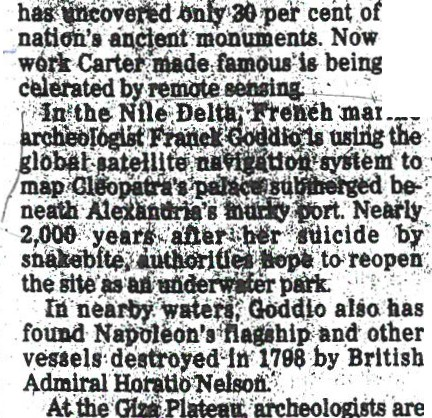 has uncovered only 30 per cent of
nation's ancient monuments. Now
work Carter made famous is being
celerated by remote sensing.
In the Nile Delta, French
archeologist Franck Goddio is using the
global satellite navigation system to
map Cleopatra's palace submerged be-
neath Alexandria's murky port. Nearly
2,000 years after her suicide by
snakebite, authorities hope to reopen
the site as an underwater park.
In nearby waters, Goddio also has
found Napoleon's flagship and other
vessels destroyed in 1798 by British
Admiral Horatio Nelson.
At the Giza Plateau, archeologists are